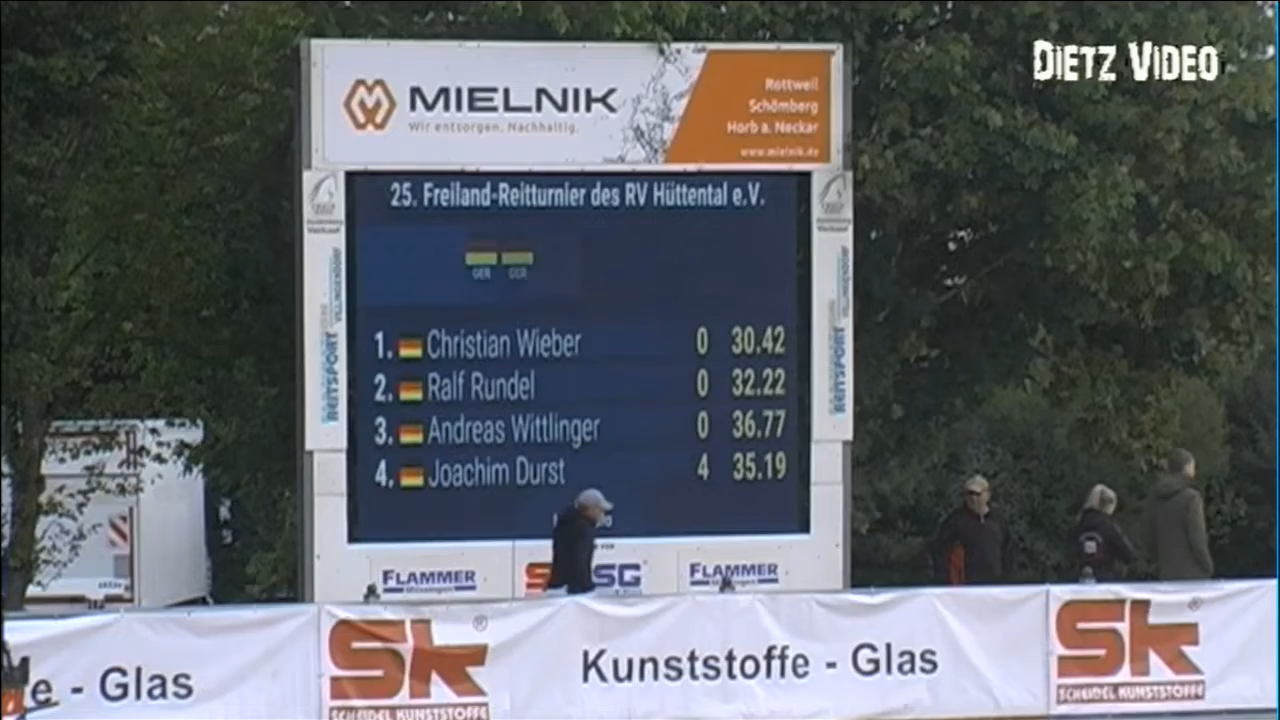 DIETZ VIDEO
MIELNIK
Wir entsorgen. Nachhaltig.
Rottweil
Schömberg
Horb a. Neckar
www.mielnik.de
25. Freiland-Reitturnier des RV Hüttental e.V.
GER GER
1. Christian Wieber 0 30.42
2. Ralf Rundel 0 32.22
3. Andreas Wittlinger 0 36.77
4. Joachim Durst 4 35.19
REITSPORT
REITSPORT
FLAMMER
SG
FLAMMER
e - Glas
SK®
SCHEIDEL KUNSTSTOFFE
Kunststoffe - Glas
SK®
SCHEIDEL KUNSTSTOFFE